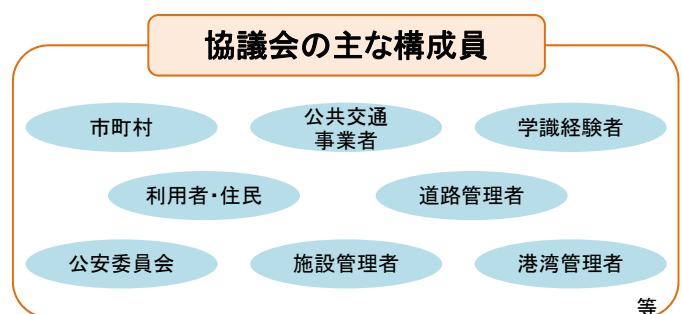 協議会の主な構成員
市町村
公共交通
事業者
学識経験者
利用者・住民
道路管理者
公安委員会
施設管理者
港湾管理者
等